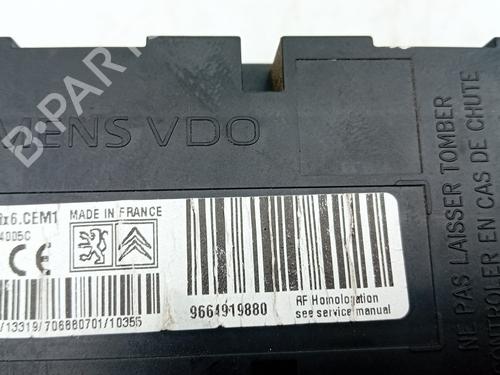 B-PARTS
MENS VDO
ix6.CEM1
MADE IN FRANCE
4005C
CE
/13319/706880701/10355
9664919880
RF Homologation
see service manual
NE PAS LAISSER TOMBER
CONTROLER EN CAS DE CHUTE